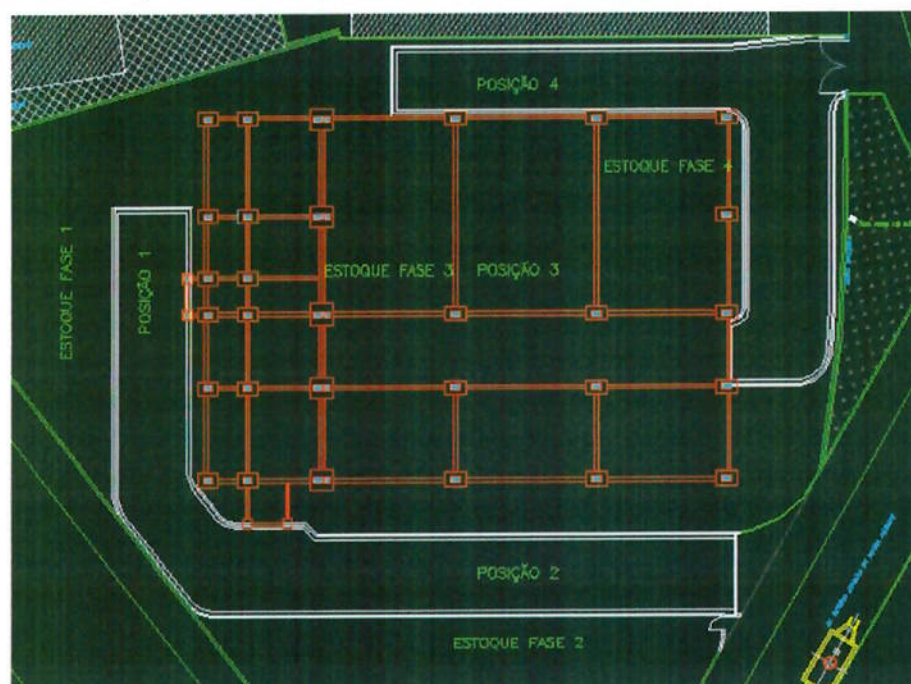 POSIÇÃO 4
ESTOQUE FASE 4
ESTOQUE FASE 1
POSIÇÃO 1
ESTOQUE FASE 3
POSIÇÃO 3
POSIÇÃO 2
ESTOQUE FASE 2